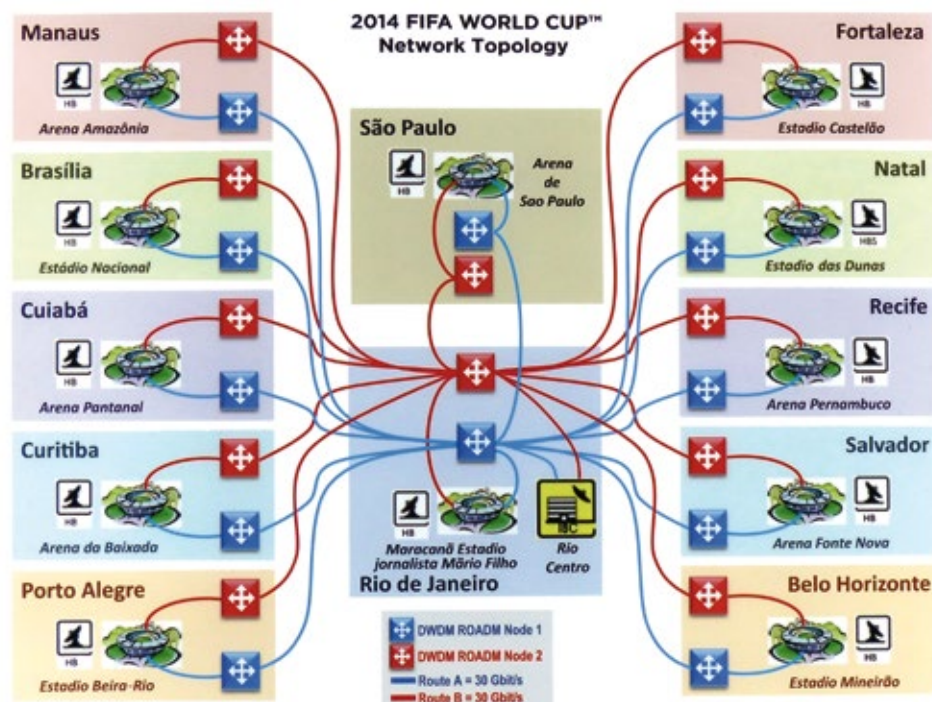 2014 FIFA WORLD CUP™
Network Topology
Manaus
HB
Arena Amazônia
Brasília
HB
Estádio Nacional
Cuiabá
HB
Arena Pantanal
Curitiba
HB
Arena da Baixada
Porto Alegre
HB
Estadio Beira-Rio
São Paulo
HB
Arena
de
Sao Paulo
HB
IBC
Maracanã Estadio
jornalista Mãrio Filho
Rio
Centro
Rio de Janeiro
DWDM ROADM Node 1
DWDM ROADM Node 2
Route A = 30 Gbit/s
Route B = 30 Gbit/s
Fortaleza
HB
Estadio Castelão
Natal
HBS
Estadio das Dunas
Recife
HB
Arena Pernambuco
Salvador
HB
Arena Fonte Nova
Belo Horizonte
HB
Estadio Mineirão